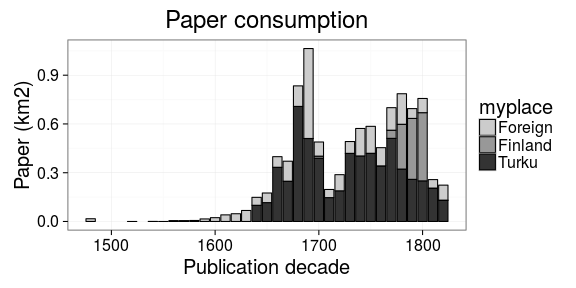 Paper consumption
Paper (km2)
0.9
0.6
0.3
0.0
1500 1600 1700 1800
Publication decade
myplace
Foreign
Finland
Turku